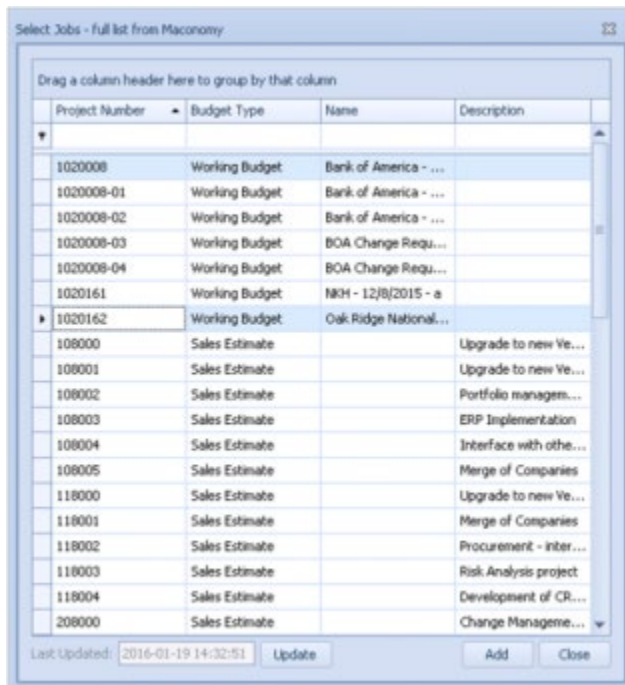 Select Jobs - full list from Maconomy
Drag a column header here to group by that column
Project Number Budget Type Name Description
1020008 Working Budget Bank of America - ...
1020008-01 Working Budget Bank of America - ...
1020008-02 Working Budget Bank of America - ...
1020008-03 Working Budget BOA Change Requ...
1020008-04 Working Budget BOA Change Requ...
1020161 Working Budget NKH - 12/8/2015 - a
1020162 Working Budget Oak Ridge National...
108000 Sales Estimate Upgrade to new Ve...
108001 Sales Estimate Upgrade to new Ve...
108002 Sales Estimate Portfolio managem...
108003 Sales Estimate ERP Implementation
108004 Sales Estimate Interface with othe...
108005 Sales Estimate Merge of Companies
118000 Sales Estimate Upgrade to new Ve...
118001 Sales Estimate Merge of Companies
118002 Sales Estimate Procurement - inter...
118003 Sales Estimate Risk Analysis project
118004 Sales Estimate Development of CR...
208000 Sales Estimate Change Manageme...
Last Updated: 2016-01-19 14:32:51 Update Add Close